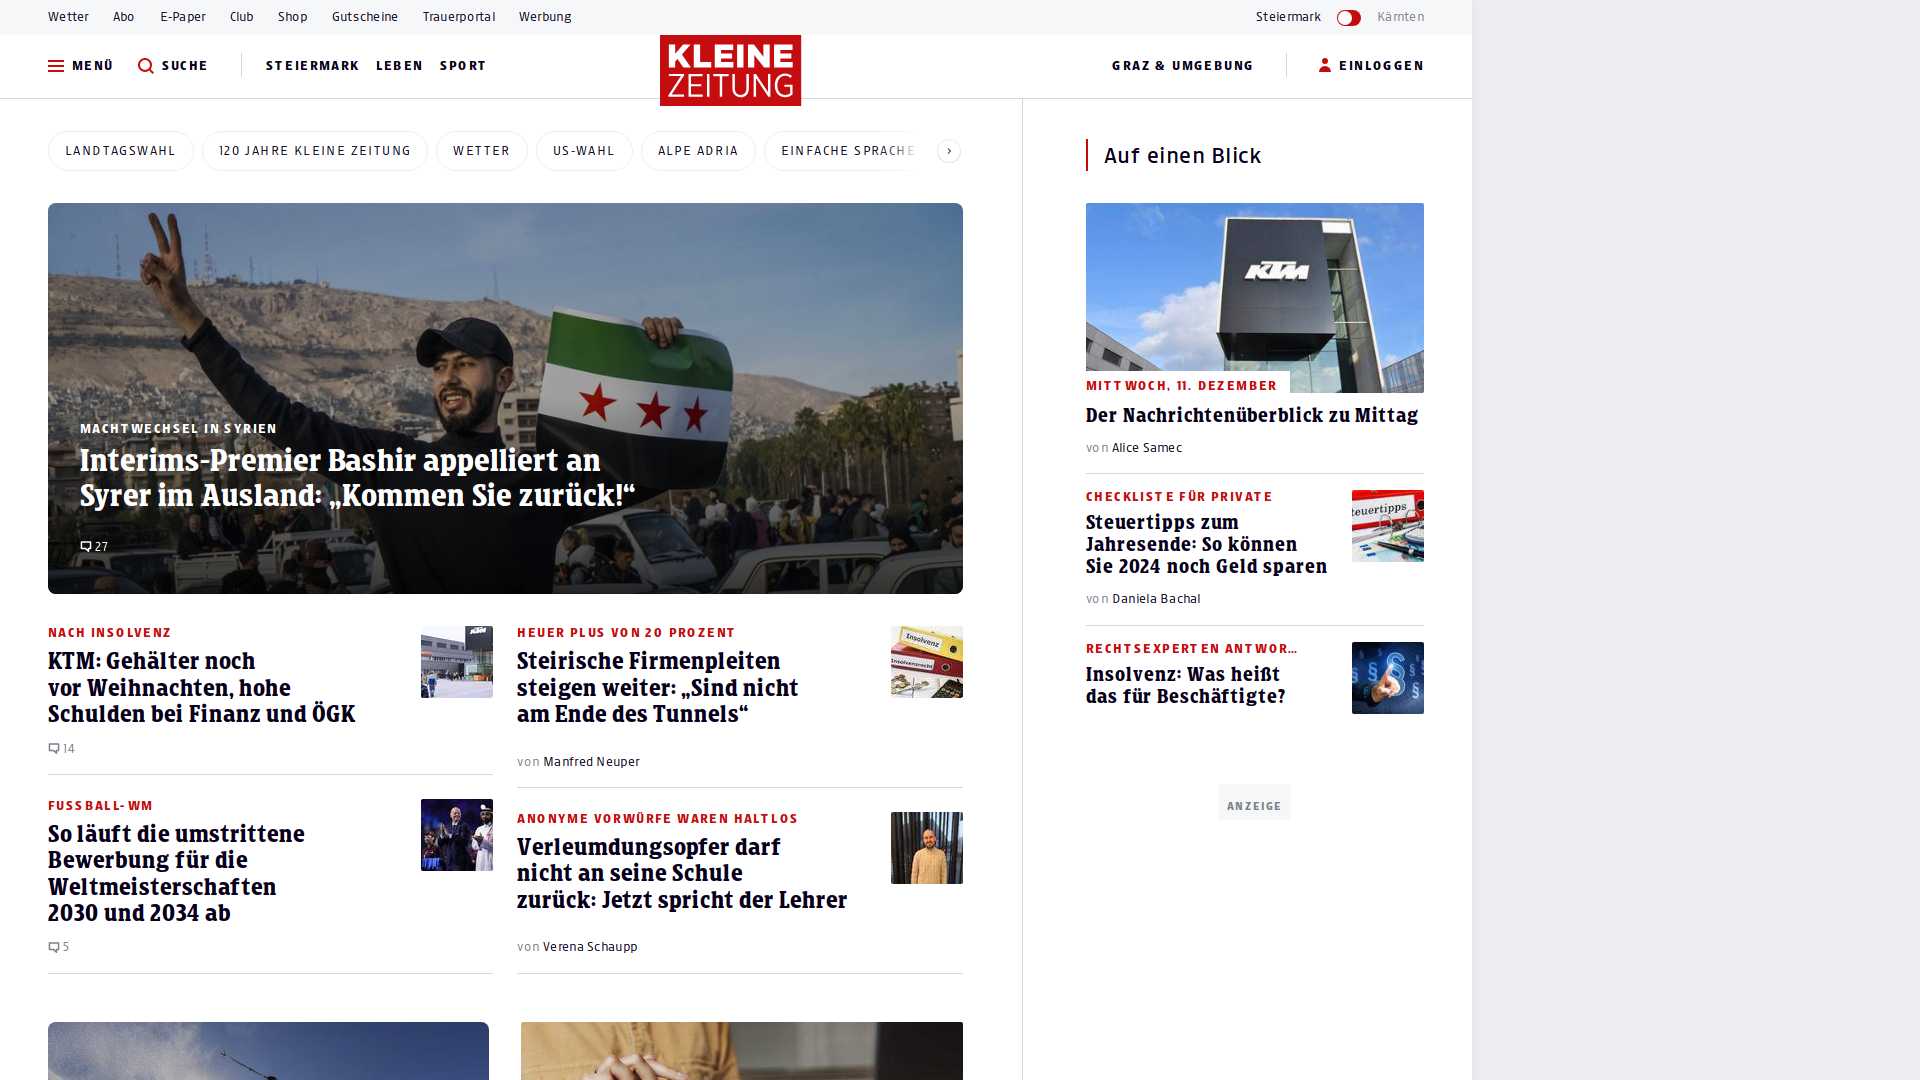 Wetter Abo E-Paper Club Shop Gutscheine Trauerportal Werbung Steiermark Kärnten
MENÜ SUCHE STEIERMARK LEBEN SPORT KLEINE ZEITUNG GRAZ & UMGEBUNG EINLOGGEN
LANDTAGSWAHL 120 JAHRE KLEINE ZEITUNG WETTER US-WAHL ALPE ADRIA EINFACHE SPRACHE
MACHTWECHSEL IN SYRIEN
Interims-Premier Bashir appelliert an
Syrer im Ausland: „Kommen Sie zurück!“
27
NACH INSOLVENZ
KTM: Gehälter noch
vor Weihnachten, hohe
Schulden bei Finanz und ÖGK
14
FUSSBALL-WM
So läuft die umstrittene
Bewerbung für die
Weltmeisterschaften
2030 und 2034 ab
5
HEUER PLUS VON 20 PROZENT
Steirische Firmenpleiten
steigen weiter: „Sind nicht
am Ende des Tunnels“
Insolvenz
Insolvenzrecht
von Manfred Neuper
ANONYME VORWÜRFE WAREN HALTLOS
Verleumdungsopfer darf
nicht an seine Schule
zurück: Jetzt spricht der Lehrer
von Verena Schaupp
Auf einen Blick
KTM
MITTWOCH, 11. DEZEMBER
Der Nachrichtenüberblick zu Mittag
von Alice Samec
CHECKLISTE FÜR PRIVATE
Steuertipps zum
Jahresende: So können
Sie 2024 noch Geld sparen
teuertipps
von Daniela Bachal
RECHTSEXPERTEN ANTWOR...
Insolvenz: Was heißt
das für Beschäftigte?
ANZEIGE